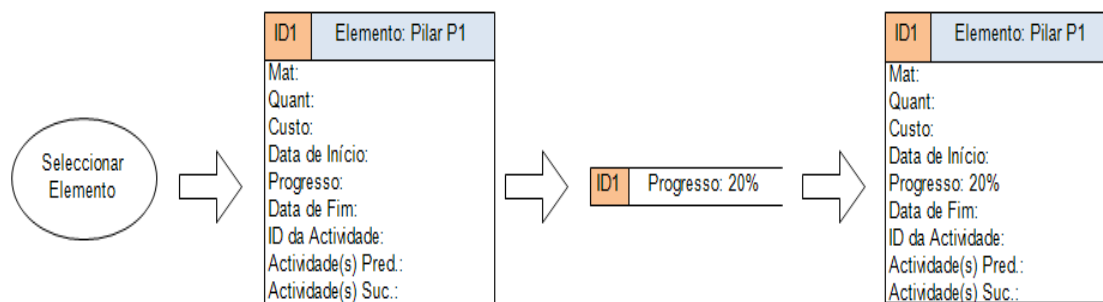 Seleccionar
Elemento
ID1 Elemento: Pilar P1
Mat:
Quant:
Custo:
Data de Início:
Progresso:
Data de Fim:
ID da Actividade:
Actividade(s) Pred.:
Actividade(s) Suc.:
ID1 Progresso: 20%
ID1 Elemento: Pilar P1
Mat:
Quant:
Custo:
Data de Início:
Progresso: 20%
Data de Fim:
ID da Actividade:
Actividade(s) Pred.:
Actividade(s) Suc.: